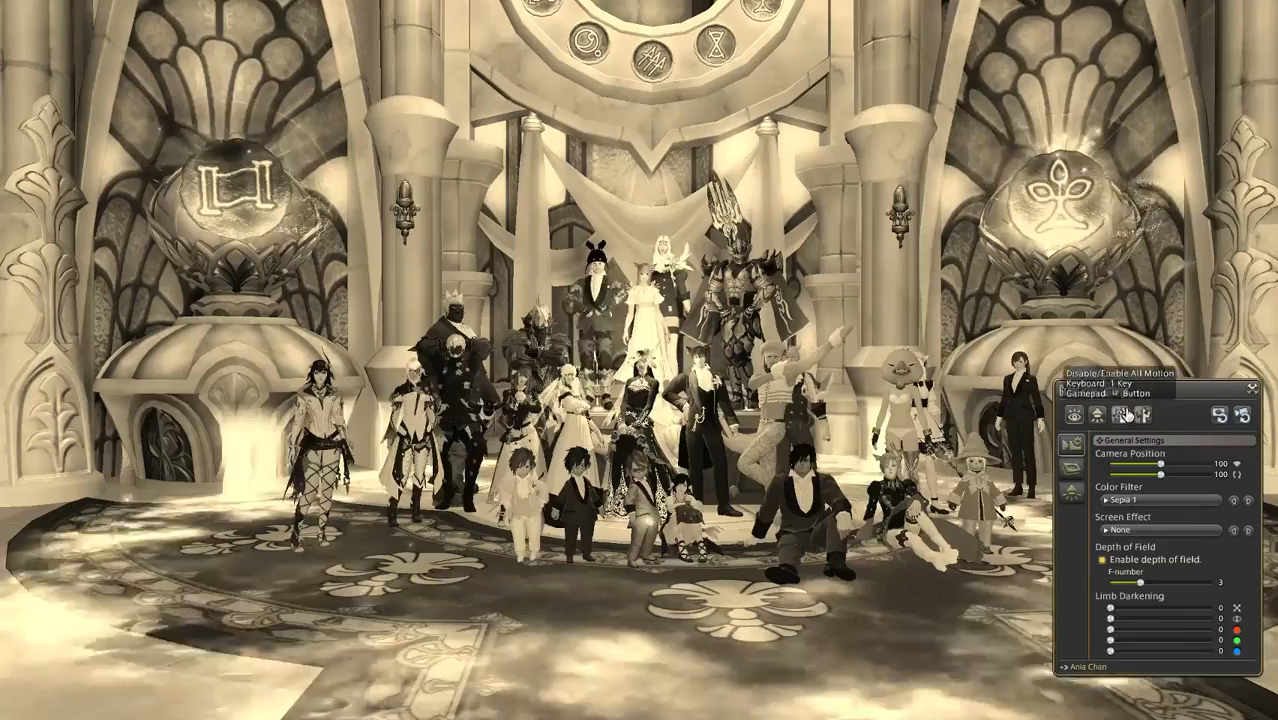 Disable/Enable All Motion
Keyboard 1 Key
Gamepad Button
General Settings
Camera Position
100
100
Color Filter
Sepia 1
Screen Effect
None
Depth of Field
Enable depth of field.
F-number
3
Limb Darkening
0
0
0
0
0
Ania Chan